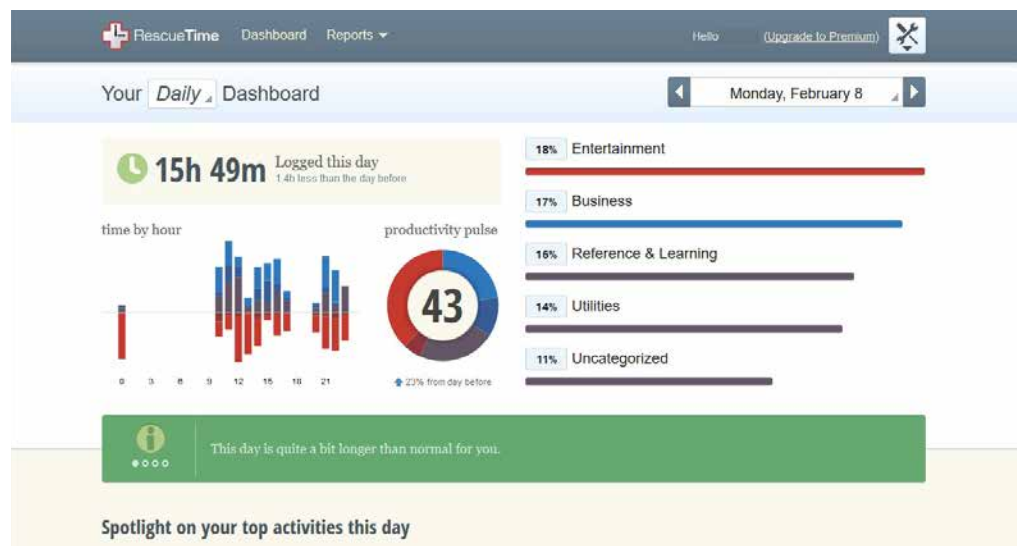 RescueTime Dashboard Reports
Hello (Upgrade to Premium)
Your Daily Dashboard
Monday, February 8
15h 49m Logged this day
1.4h less than the day before
time by hour
productivity pulse
43
0 3 6 9 12 15 18 21
23% from day before
18% Entertainment
17% Business
16% Reference & Learning
14% Utilities
11% Uncategorized
This day is quite a bit longer than normal for you.
Spotlight on your top activities this day